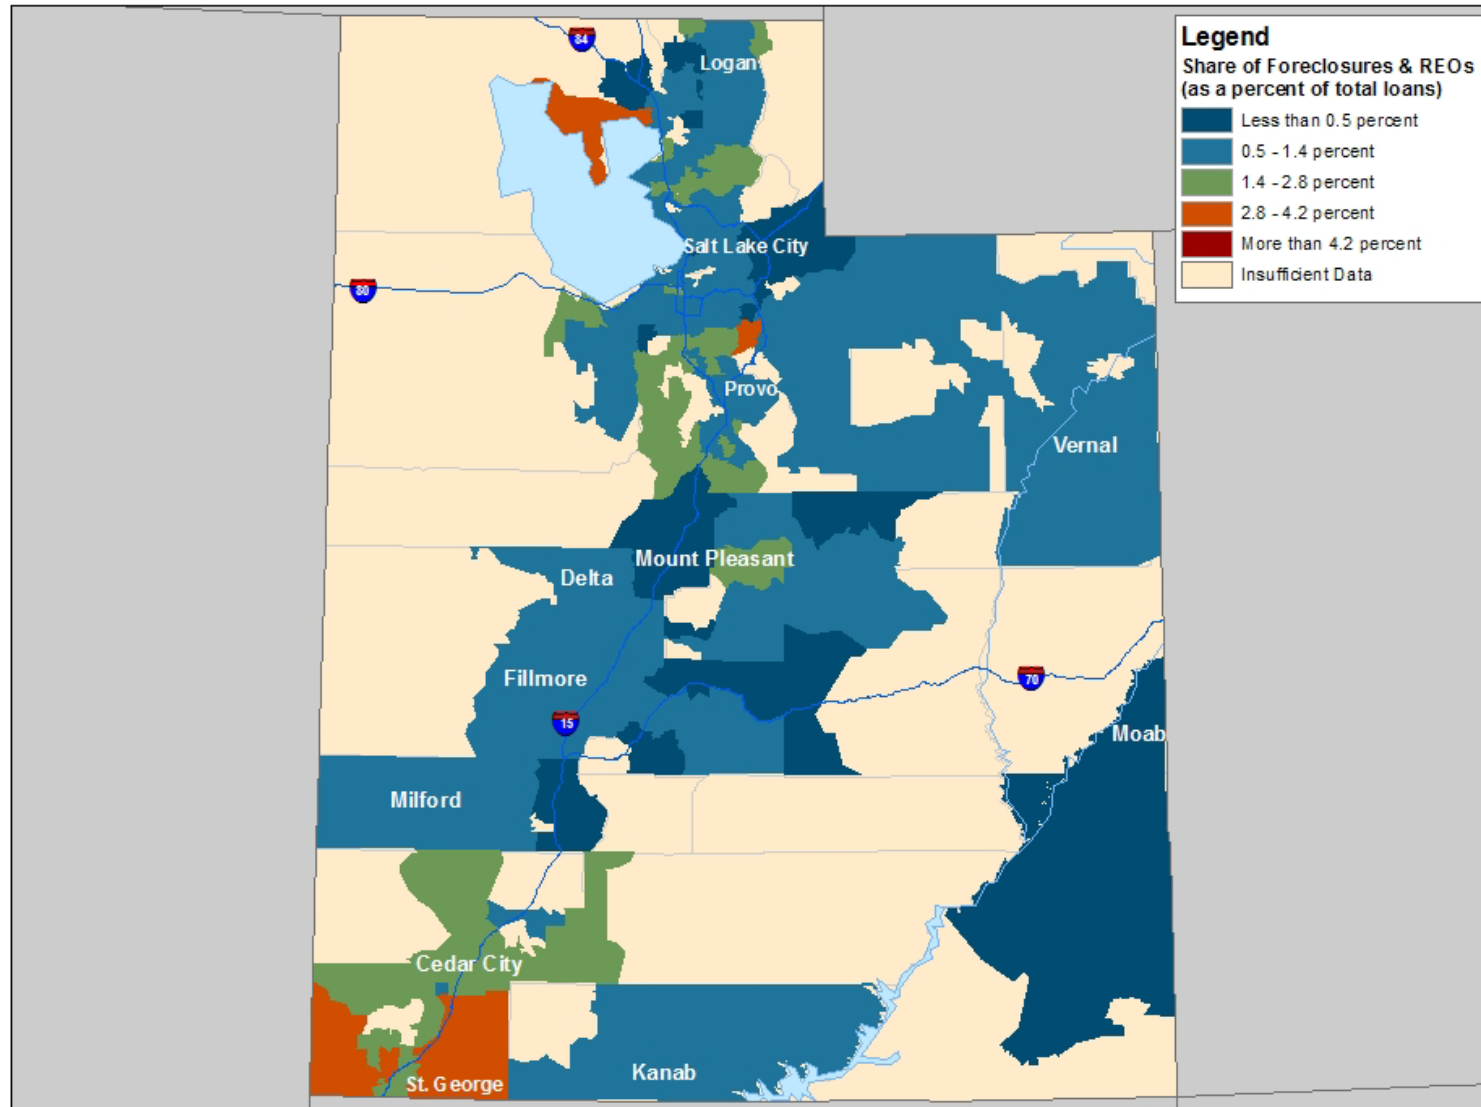 84
Logan
Legend
Share of Foreclosures & REOs
(as a percent of total loans)
Less than 0.5 percent
0.5 - 1.4 percent
1.4 - 2.8 percent
2.8 - 4.2 percent
More than 4.2 percent
Insufficient Data
Salt Lake City
80
Provo
Vernal
Mount Pleasant
Delta
Fillmore
70
15
Moab
Milford
Cedar City
Kanab
St. George